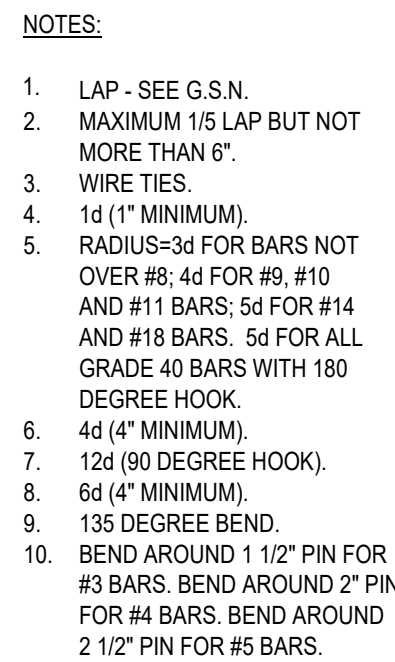 NOTES:
1. LAP - SEE G.S.N.
2. MAXIMUM 1/5 LAP BUT NOT
MORE THAN 6".
3. WIRE TIES.
4. 1d (1" MINIMUM).
5. RADIUS=3d FOR BARS NOT
OVER #8; 4d FOR #9, #10
AND #11 BARS; 5d FOR #14
AND #18 BARS. 5d FOR ALL
GRADE 40 BARS WITH 180
DEGREE HOOK.
6. 4d (4" MINIMUM).
7. 12d (90 DEGREE HOOK).
8. 6d (4" MINIMUM).
9. 135 DEGREE BEND.
10. BEND AROUND 1 1/2" PIN FOR
#3 BARS. BEND AROUND 2" PIN
FOR #4 BARS. BEND AROUND
2 1/2" PIN FOR #5 BARS.